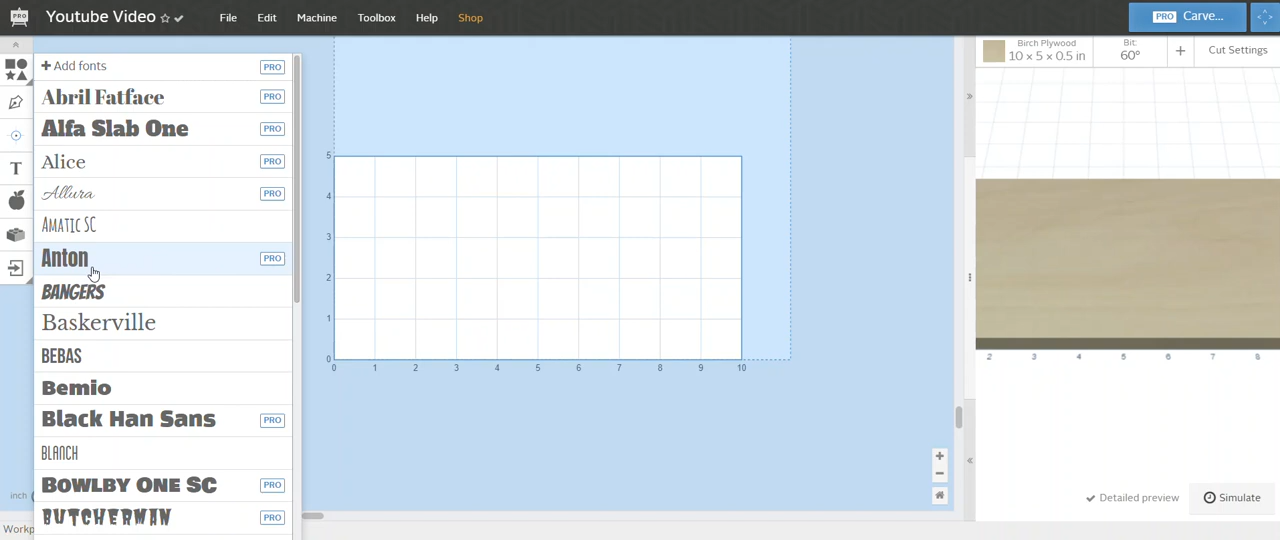 PRO
Youtube Video
File Edit Machine Toolbox Help Shop
PRO Carve...
Birch Plywood
10 × 5 × 0.5 in
Bit:
60°
+
Cut Settings
+ Add fonts PRO
Abril Fatface PRO
Alfa Slab One PRO
Alice PRO
Allura PRO
Amatic SC
Anton PRO
BANGERS
Baskerville
BEBAS
Bemio
Black Han Sans PRO
BLANCH
BOWLBY ONE SC PRO
BUTCHERMAN PRO
T
inch
Workp
5
4
3
2
1
0
0 1 2 3 4 5 6 7 8 9 10
2 3 4 5 6 7 8
Detailed preview
Simulate